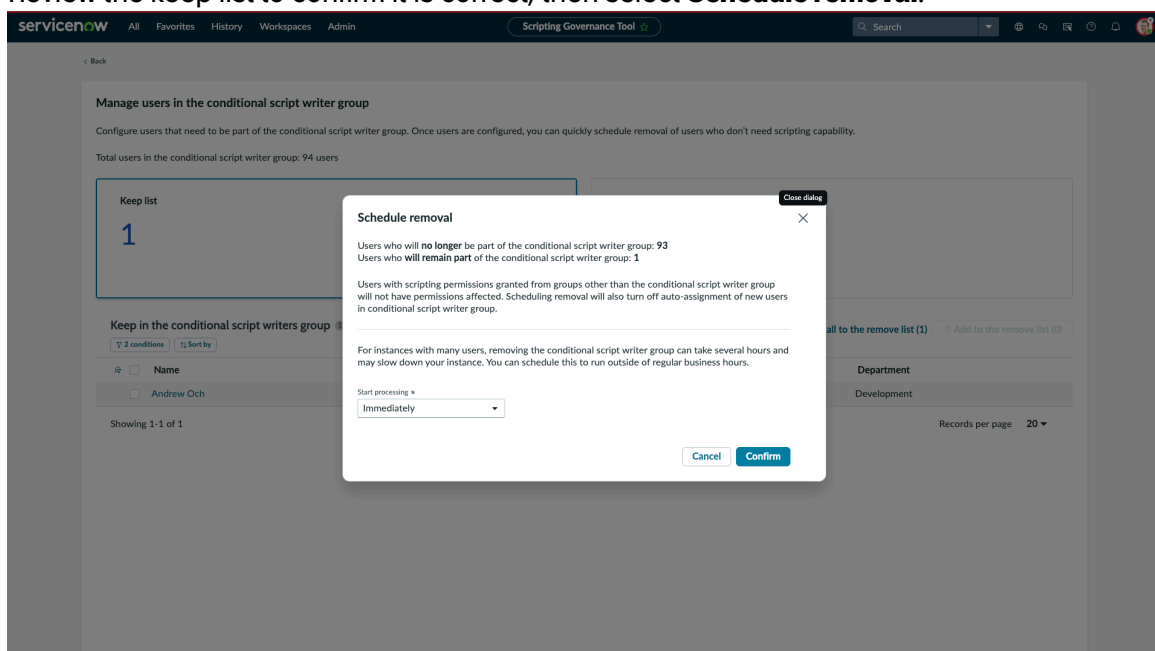 Review the keep list to confirm it is correct, then select Schedule removal.
servicenow All Favorites History Workspaces Admin Scripting Governance Tool Search
< Back
Manage users in the conditional script writer group
Configure users that need to be part of the conditional script writer group. Once users are configured, you can quickly schedule removal of users who don't need scripting capability.
Total users in the conditional script writer group: 94 users
Keep list
1
Close dialog
Schedule removal
Users who will no longer be part of the conditional script writer group: 93
Users who will remain part of the conditional script writer group: 1
Users with scripting permissions granted from groups other than the conditional script writer group
will not have permissions affected. Scheduling removal will also turn off auto-assignment of new users
in conditional script writer group.
For instances with many users, removing the conditional script writer group can take several hours and
may slow down your instance. You can schedule this to run outside of regular business hours.
Start processing *
Immediately
Cancel Confirm
Keep in the conditional script writers group
all to the remove list (1) ↑ Add to the remove list (0)
2 conditions Sort by
Name Department
Andrew Och Development
Showing 1-1 of 1 Records per page 20